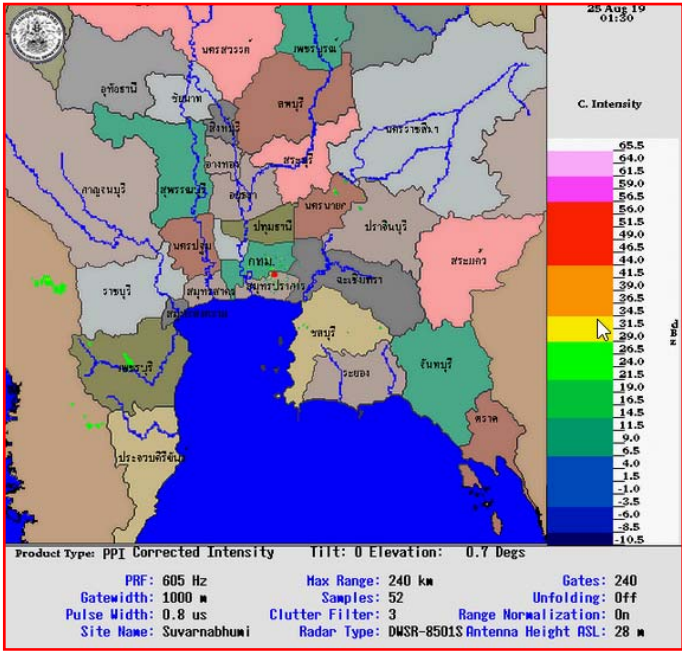 25 Aug 19
01:30
C. Intensity
65.5
64.0
61.5
59.0
56.5
56.0
51.5
49.0
46.5
44.0
41.5
39.0
36.5
34.5
31.5
29.0
26.5
24.0
21.5
19.0
16.5
14.5
11.5
9.0
6.5
4.0
1.5
-1.0
-3.5
-6.0
-8.5
-10.5
นครสวรรค์
เพชรบูรณ์
อุทัยธานี
ชัยนาท
ลพบุรี
สิงห์บุรี
นครราชสีมา
อ่างทอง
สระบุรี
กาญจนบุรี
สุพรรณบุรี
อยุธยา
นครนายก
ปทุมธานี
ปราจีนบุรี
นครปฐม
กทม.
สระแก้ว
ราชบุรี
สมุทรสาคร
สมุทรปราการ
ฉะเชิงเทรา
สมุทรสงคราม
ชลบุรี
เพชรบุรี
ระยอง
จันทบุรี
ตราด
ประจวบคีรีขันธ์
Product Type: PPI Corrected Intensity Tilt: 0 Elevation: 0.7 Degs
PRF: 605 Hz Max Range: 240 km Gates: 240
Gatewidth: 1000 m Samples: 52 Unfolding: Off
Pulse Width: 0.8 us Clutter Filter: 3 Range Normalization: On
Site Name: Suvarnabhumi Radar Type: DWSR-8501S Antenna Height ASL: 28 m